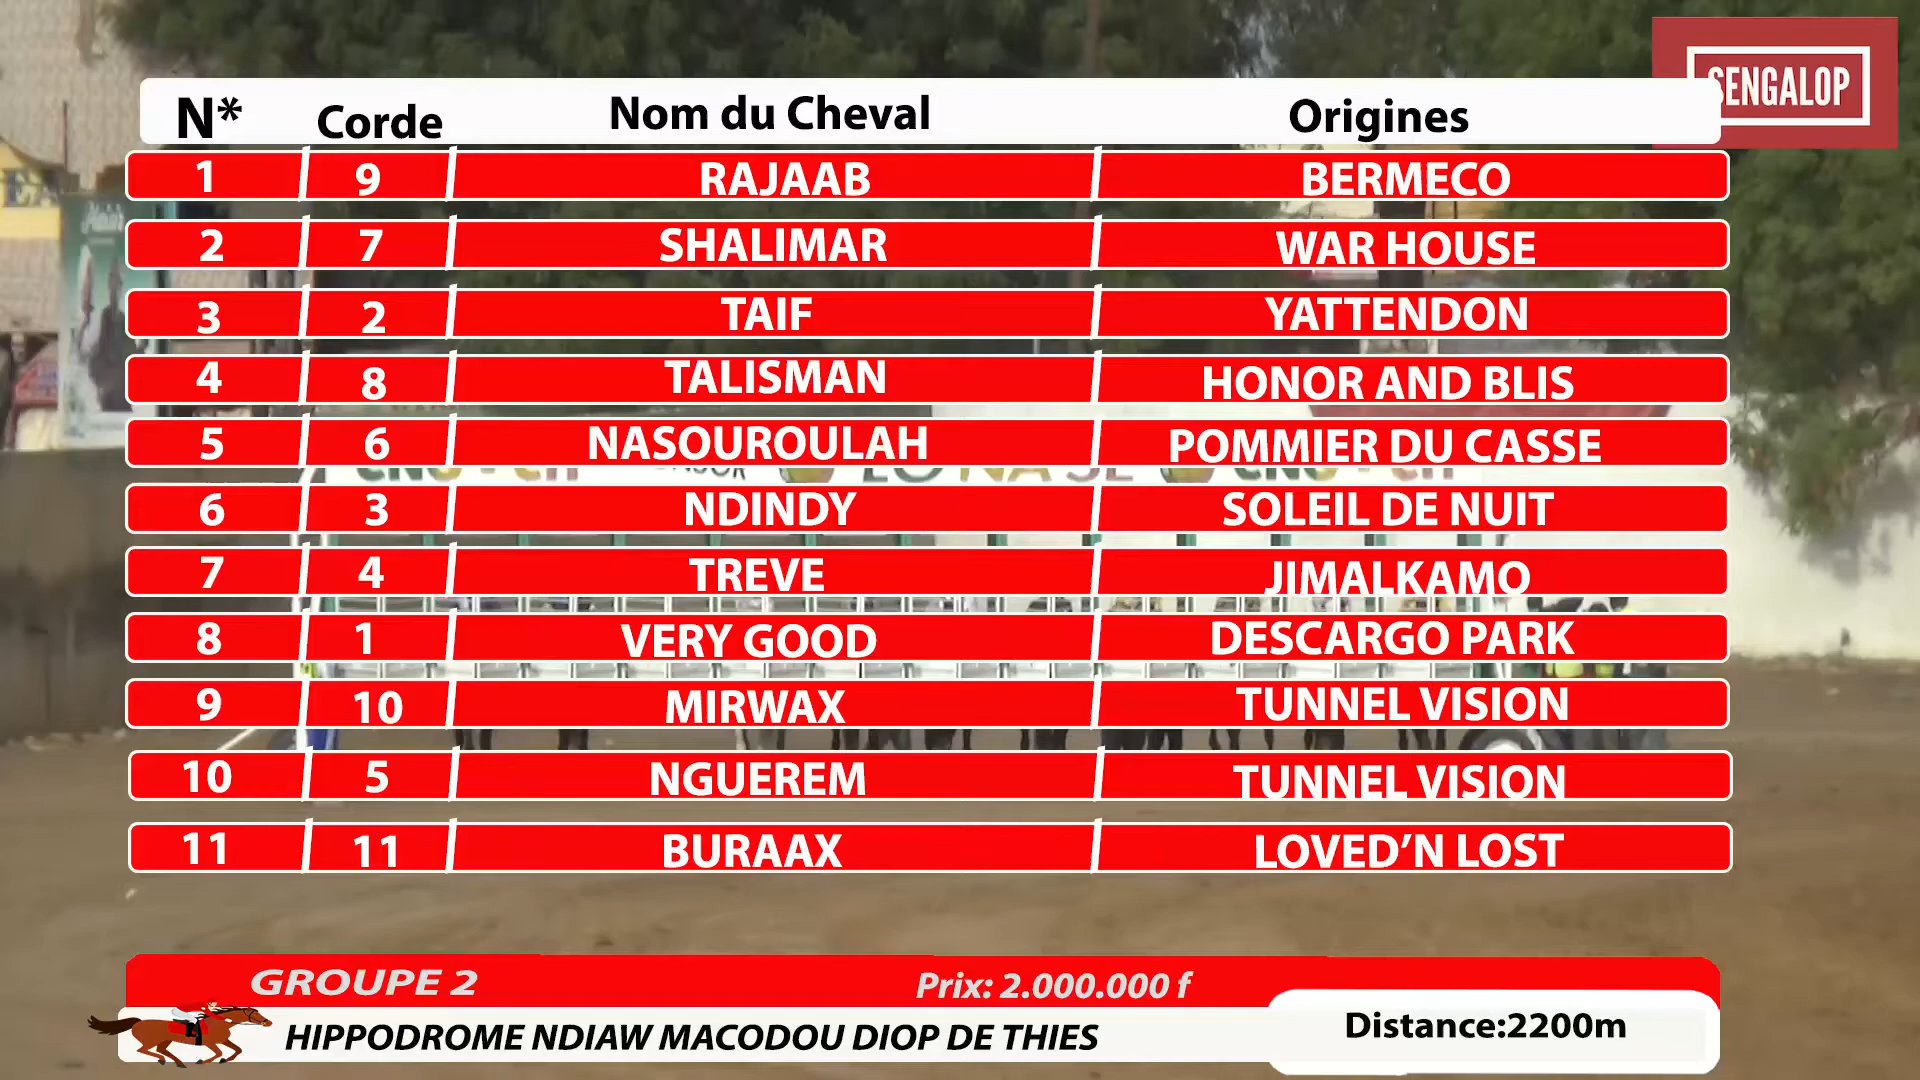 SENGALOP
N* Corde Nom du Cheval Origines
1 9 RAJAAB BERMECO
2 7 SHALIMAR WAR HOUSE
3 2 TAIF YATTENDON
4 8 TALISMAN HONOR AND BLIS
5 6 NASOUROULAH POMMIER DU CASSE
6 3 NDINDY SOLEIL DE NUIT
7 4 TREVE JIMALKAMO
8 1 VERY GOOD DESCARGO PARK
9 10 MIRWAX TUNNEL VISION
10 5 NGUEREM TUNNEL VISION
11 11 BURAAX LOVED’N LOST
GROUPE 2 Prix: 2.000.000 f
HIPPODROME NDIAW MACODOU DIOP DE THIES Distance:2200m